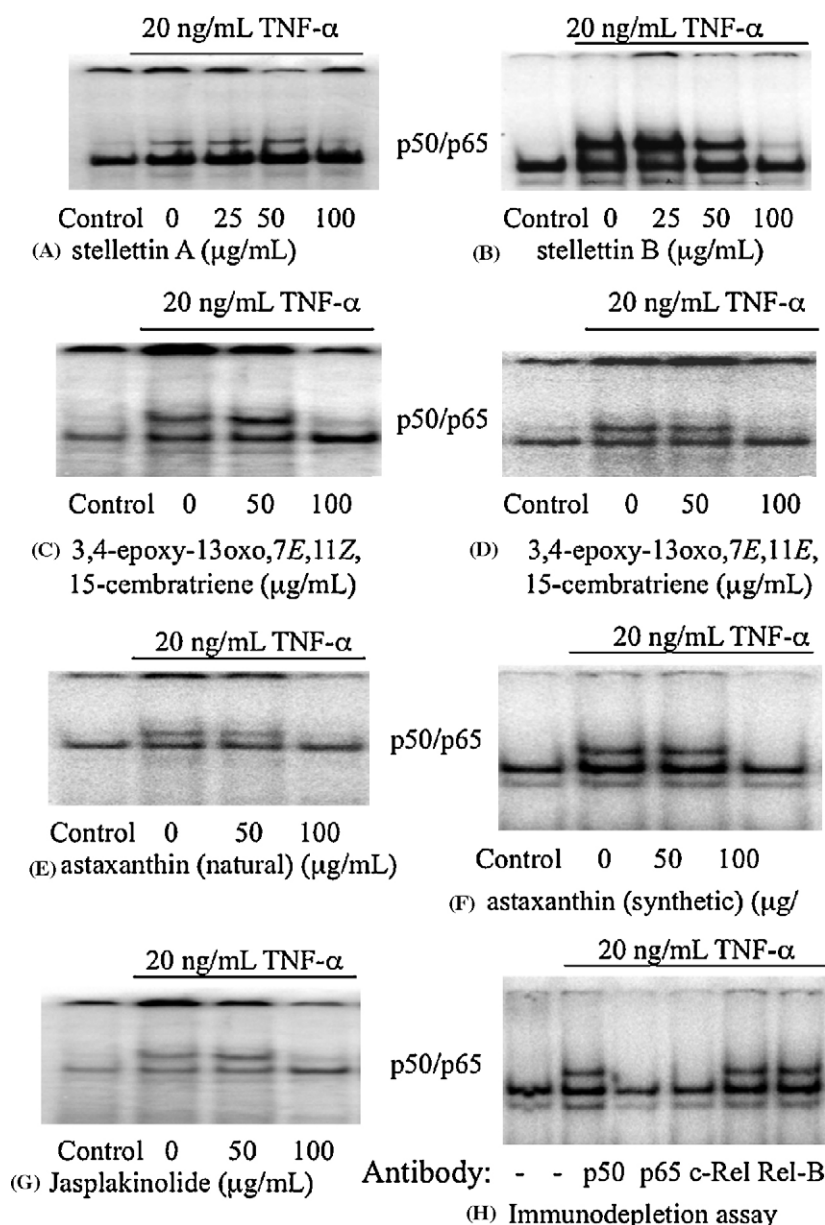 20 ng/mL TNF-α
p50/p65
Control 0 25 50 100
(A) stellettin A (μg/mL)
20 ng/mL TNF-α
Control 0 25 50 100
(B) stellettin B (μg/mL)
20 ng/mL TNF-α
p50/p65
Control 0 50 100
(C) 3,4-epoxy-13oxo,7E,11Z,
15-cembratriene (μg/mL)
20 ng/mL TNF-α
Control 0 50 100
(D) 3,4-epoxy-13oxo,7E,11E,
15-cembratriene (μg/mL)
20 ng/mL TNF-α
p50/p65
Control 0 50 100
(E) astaxanthin (natural) (μg/mL)
20 ng/mL TNF-α
Control 0 50 100
(F) astaxanthin (synthetic) (μg/
20 ng/mL TNF-α
p50/p65
Control 0 50 100
(G) Jasplakinolide (μg/mL)
20 ng/mL TNF-α
Antibody: - - p50 p65 c-Rel Rel-B
(H) Immunodepletion assay